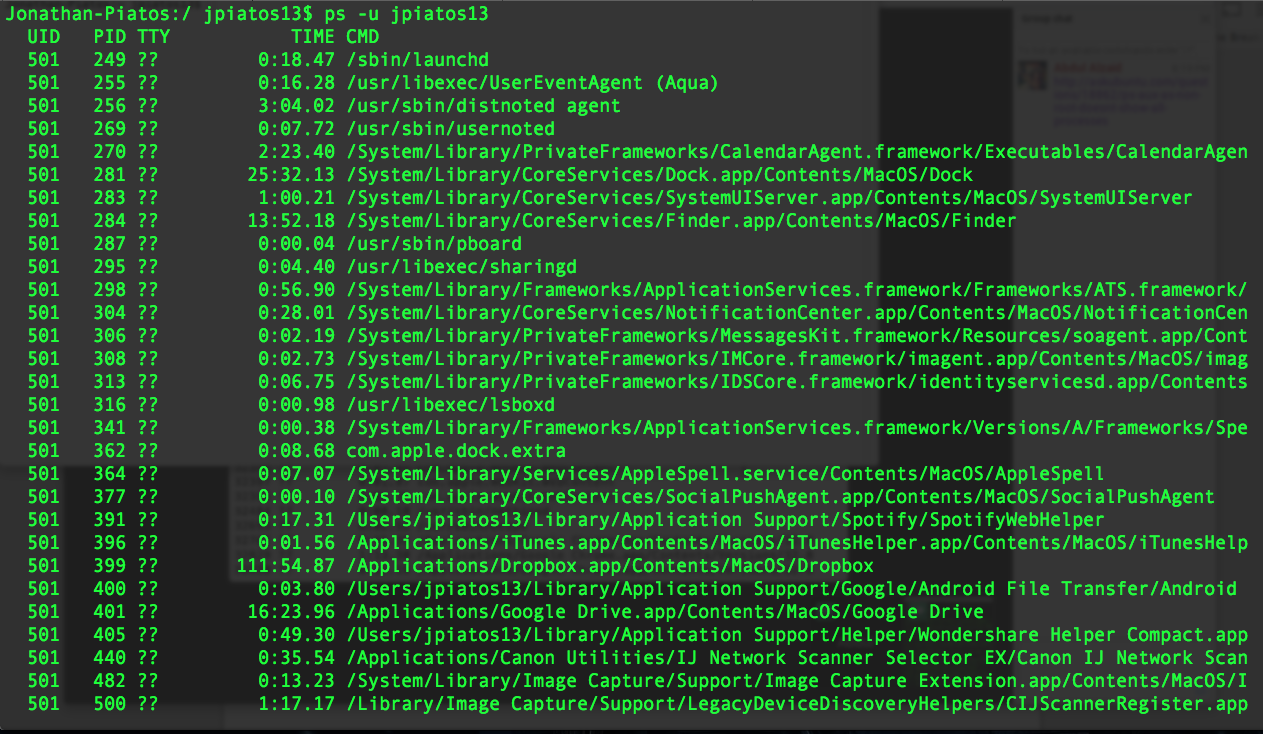 Jonathan-Piatos:/ jpiatos13$ ps -u jpiatos13
UID PID TTY TIME CMD
501 249 ?? 0:18.47 /sbin/launchd
501 255 ?? 0:16.28 /usr/libexec/UserEventAgent (Aqua)
501 256 ?? 3:04.02 /usr/sbin/distnoted agent
501 269 ?? 0:07.72 /usr/sbin/usernoted
501 270 ?? 2:23.40 /System/Library/PrivateFrameworks/CalendarAgent.framework/Executables/CalendarAgen
501 281 ?? 25:32.13 /System/Library/CoreServices/Dock.app/Contents/MacOS/Dock
501 283 ?? 1:00.21 /System/Library/CoreServices/SystemUIServer.app/Contents/MacOS/SystemUIServer
501 284 ?? 13:52.18 /System/Library/CoreServices/Finder.app/Contents/MacOS/Finder
501 287 ?? 0:00.04 /usr/sbin/pboard
501 295 ?? 0:04.40 /usr/libexec/sharingd
501 298 ?? 0:56.90 /System/Library/Frameworks/ApplicationServices.framework/Frameworks/ATS.framework/
501 304 ?? 0:28.01 /System/Library/CoreServices/NotificationCenter.app/Contents/MacOS/NotificationCen
501 306 ?? 0:02.19 /System/Library/PrivateFrameworks/MessagesKit.framework/Resources/soagent.app/Cont
501 308 ?? 0:02.73 /System/Library/PrivateFrameworks/IMCore.framework/imagent.app/Contents/MacOS/imag
501 313 ?? 0:06.75 /System/Library/PrivateFrameworks/IDSCore.framework/identityservicesd.app/Contents
501 316 ?? 0:00.98 /usr/libexec/lsboxd
501 341 ?? 0:00.38 /System/Library/Frameworks/ApplicationServices.framework/Versions/A/Frameworks/Spe
501 362 ?? 0:08.68 com.apple.dock.extra
501 364 ?? 0:07.07 /System/Library/Services/AppleSpell.service/Contents/MacOS/AppleSpell
501 377 ?? 0:00.10 /System/Library/CoreServices/SocialPushAgent.app/Contents/MacOS/SocialPushAgent
501 391 ?? 0:17.31 /Users/jpiatos13/Library/Application Support/Spotify/SpotifyWebHelper
501 396 ?? 0:01.56 /Applications/iTunes.app/Contents/MacOS/iTunesHelper.app/Contents/MacOS/iTunesHelp
501 399 ?? 111:54.87 /Applications/Dropbox.app/Contents/MacOS/Dropbox
501 400 ?? 0:03.80 /Users/jpiatos13/Library/Application Support/Google/Android File Transfer/Android
501 401 ?? 16:23.96 /Applications/Google Drive.app/Contents/MacOS/Google Drive
501 405 ?? 0:49.30 /Users/jpiatos13/Library/Application Support/Helper/Wondershare Helper Compact.app
501 440 ?? 0:35.54 /Applications/Canon Utilities/IJ Network Scanner Selector EX/Canon IJ Network Scan
501 482 ?? 0:13.23 /System/Library/Image Capture/Support/Image Capture Extension.app/Contents/MacOS/I
501 500 ?? 1:17.17 /Library/Image Capture/Support/LegacyDeviceDiscoveryHelpers/CIJScannerRegister.app